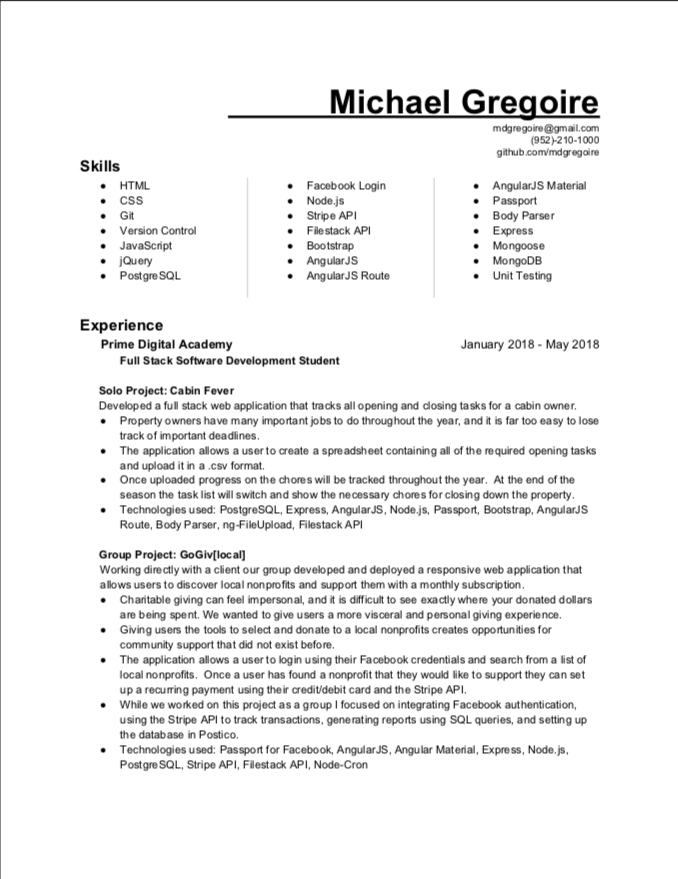 Michael Gregoire
mdgregoire@gmail.com
(952)-210-1000
github.com/mdgregoire
Skills
● HTML
● CSS
● Git
● Version Control
● JavaScript
● jQuery
● PostgreSQL
● Facebook Login
● Node.js
● Stripe API
● Filestack API
● Bootstrap
● AngularJS
● AngularJS Route
● AngularJS Material
● Passport
● Body Parser
● Express
● Mongoose
● MongoDB
● Unit Testing
Experience
Prime Digital Academy January 2018 - May 2018
Full Stack Software Development Student
Solo Project: Cabin Fever
Developed a full stack web application that tracks all opening and closing tasks for a cabin owner.
● Property owners have many important jobs to do throughout the year, and it is far too easy to lose
track of important deadlines.
● The application allows a user to create a spreadsheet containing all of the required opening tasks
and upload it in a .csv format.
● Once uploaded progress on the chores will be tracked throughout the year. At the end of the
season the task list will switch and show the necessary chores for closing down the property.
● Technologies used: PostgreSQL, Express, AngularJS, Node.js, Passport, Bootstrap, AngularJS
Route, Body Parser, ng-FileUpload, Filestack API
Group Project: GoGiv[local]
Working directly with a client our group developed and deployed a responsive web application that
allows users to discover local nonprofits and support them with a monthly subscription.
● Charitable giving can feel impersonal, and it is difficult to see exactly where your donated dollars
are being spent. We wanted to give users a more visceral and personal giving experience.
● Giving users the tools to select and donate to a local nonprofits creates opportunities for
community support that did not exist before.
● The application allows a user to login using their Facebook credentials and search from a list of
local nonprofits. Once a user has found a nonprofit that they would like to support they can set
up a recurring payment using their credit/debit card and the Stripe API.
● While we worked on this project as a group I focused on integrating Facebook authentication,
using the Stripe API to track transactions, generating reports using SQL queries, and setting up
the database in Postico.
● Technologies used: Passport for Facebook, AngularJS, Angular Material, Express, Node.js,
PostgreSQL, Stripe API, Filestack API, Node-Cron